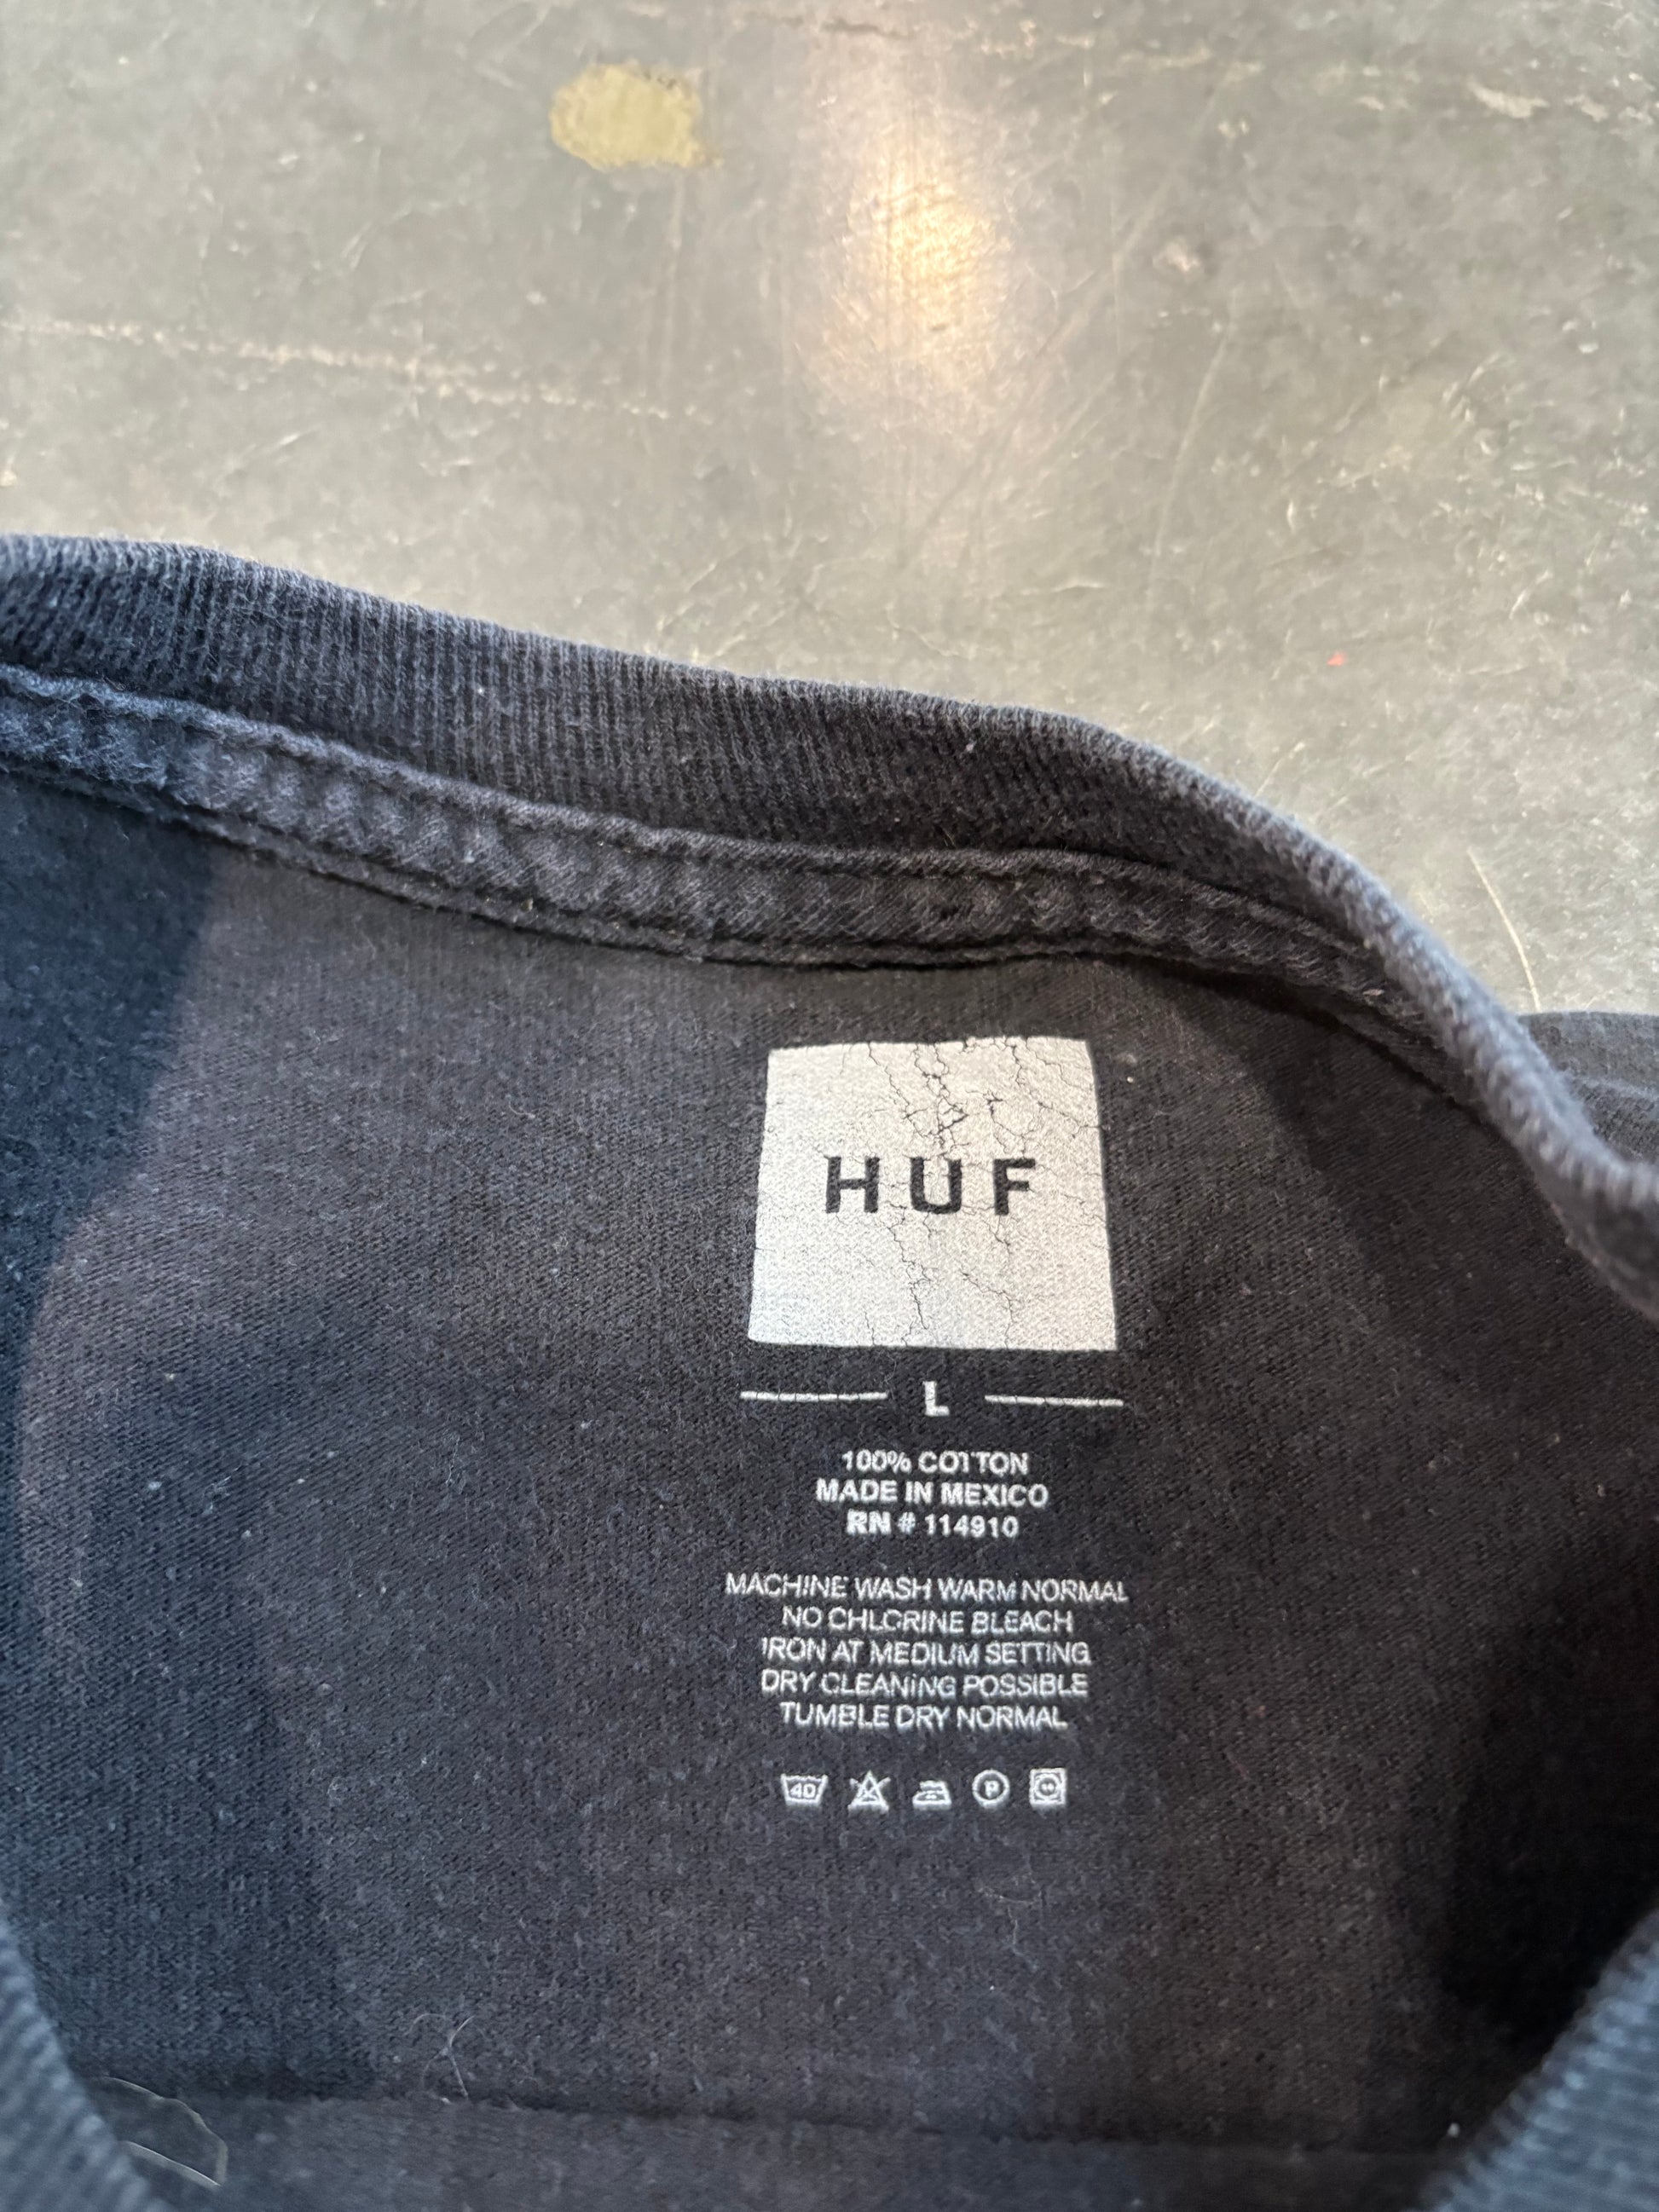 HUF
L
100% COTTON
MADE IN MEXICO
RN # 114910
MACHINE WASH WARM NORMAL
NO CHLORINE BLEACH
IRON AT MEDIUM SETTING
DRY CLEANING POSSIBLE
TUMBLE DRY NORMAL
40 P